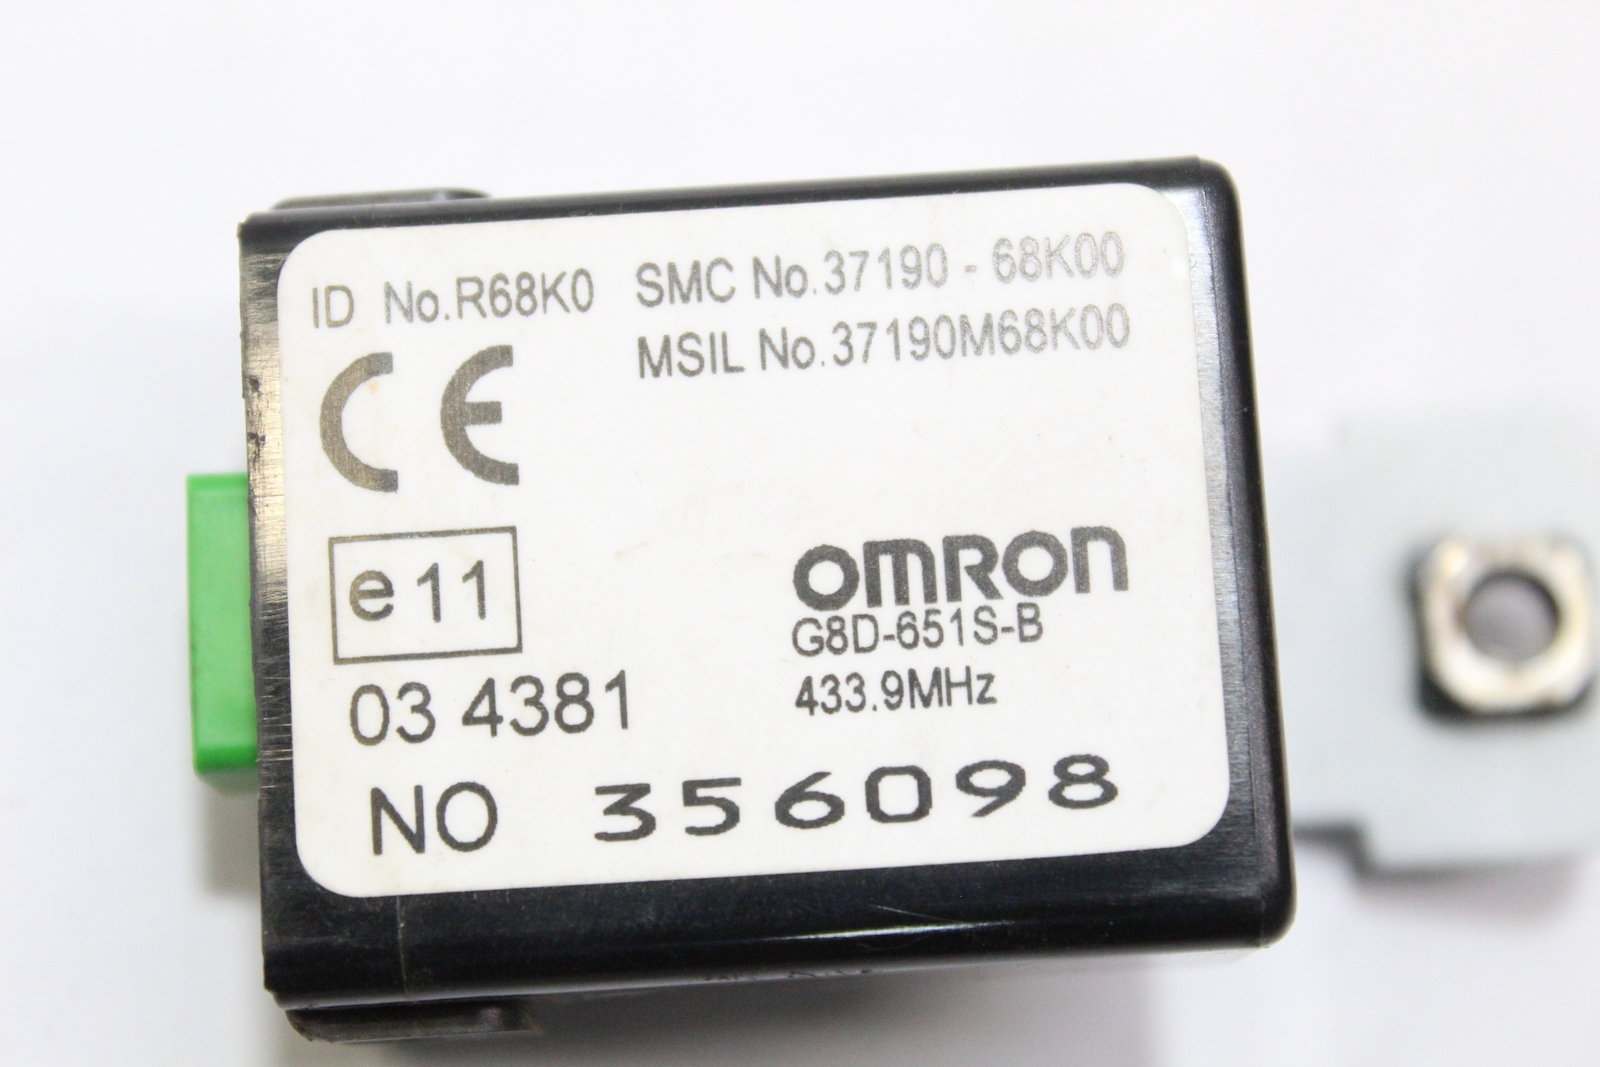 ID No.R68K0 SMC No.37190 - 68K00
MSIL No.37190M68K00
CE
e11
OMRON
G8D-651S-B
03 4381
433.9MHz
NO 356098